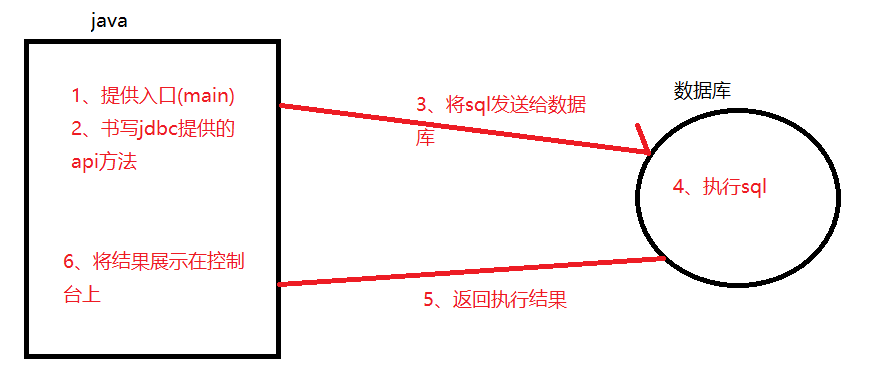 java
1、提供入口(main)
2、书写jdbc提供的
api方法
3、将sql发送给数据
库
数据库
4、执行sql
6、将结果展示在控制
台上
5、返回执行结果